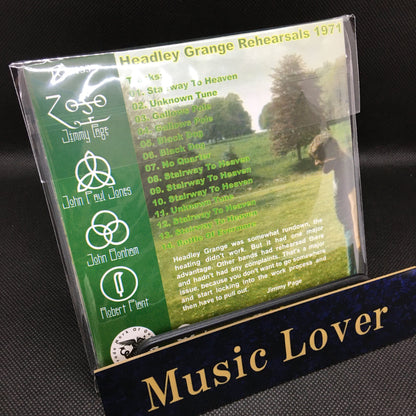 Headley Grange Rehearsals 1971
Tracks:
01. Stairway To Heaven
02. Unknown Tune
03. Gallows Pole
04. Gallows Pole
05. Black Dog
06. Black Dog
07. No Quarter
08. Stairway To Heaven
09. Stairway To Heaven
10. Stairway To Heaven
11. Unknown Tune
12. Stairway To Heaven
13. Battle Of Evermore
Jimmy Page
John Paul Jones
John Bonham
Robert Plant
Headley Grange was somewhat rundown, the
heating didn't work. But it had one major
advantage. Other bands had rehearsed there
and hadn't had any complaints. That's a major
issue, because you don't want to go somewhere
and start locking into the work process and
then have to pull out. Jimmy Page
Music Lover